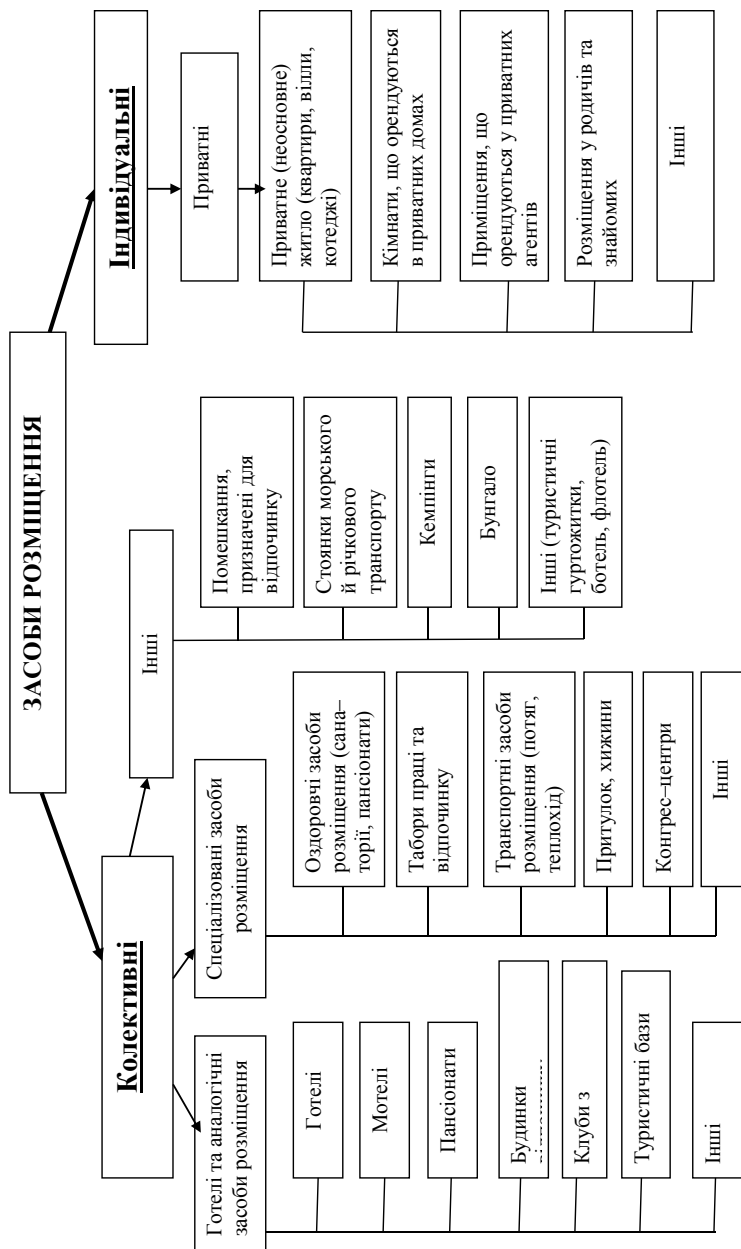 ЗАСОБИ РОЗМІЩЕННЯ
Колективні
Індивідуальні
Готелі та аналогічні
засоби розміщення
Готелі
Мотелі
Пансіонати
Будинки
Клуби з
Туристичні бази
Інші
Спеціалізовані засоби
розміщення
Оздоровчі засоби
розміщення (сана–
торії, пансіонати)
Табори праці та
відпочинку
Транспортні засоби
розміщення (потяг,
теплохід)
Притулок, хижини
Конгрес–центри
Інші
Інші
Помешкання,
призначені для
відпочинку
Стоянки морського
й річкового
транспорту
Кемпінги
Бунгало
Інші (туристичні
гуртожитки,
ботель, флотель)
Приватні
Приватне (неосновне)
житло (квартири, вілли,
котеджі)
Кімнати, що орендуються
в приватних домах
Приміщення, що
орендуються у приватних
агентів
Розміщення у родичів та
знайомих
Інші